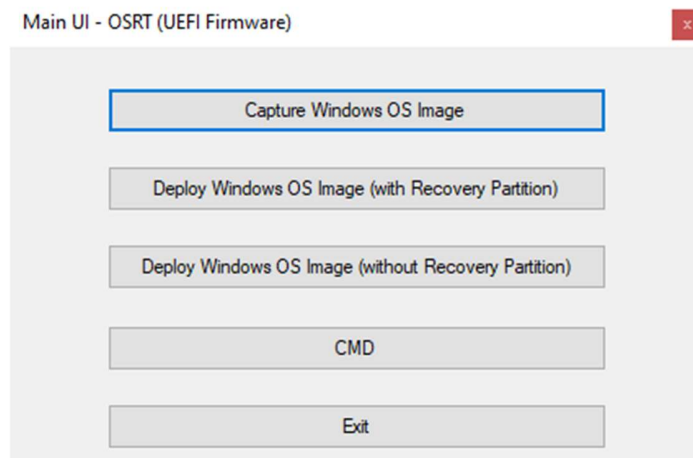 Main UI - OSRT (UEFI Firmware)
x
Capture Windows OS Image
Deploy Windows OS Image (with Recovery Partition)
Deploy Windows OS Image (without Recovery Partition)
CMD
Exit